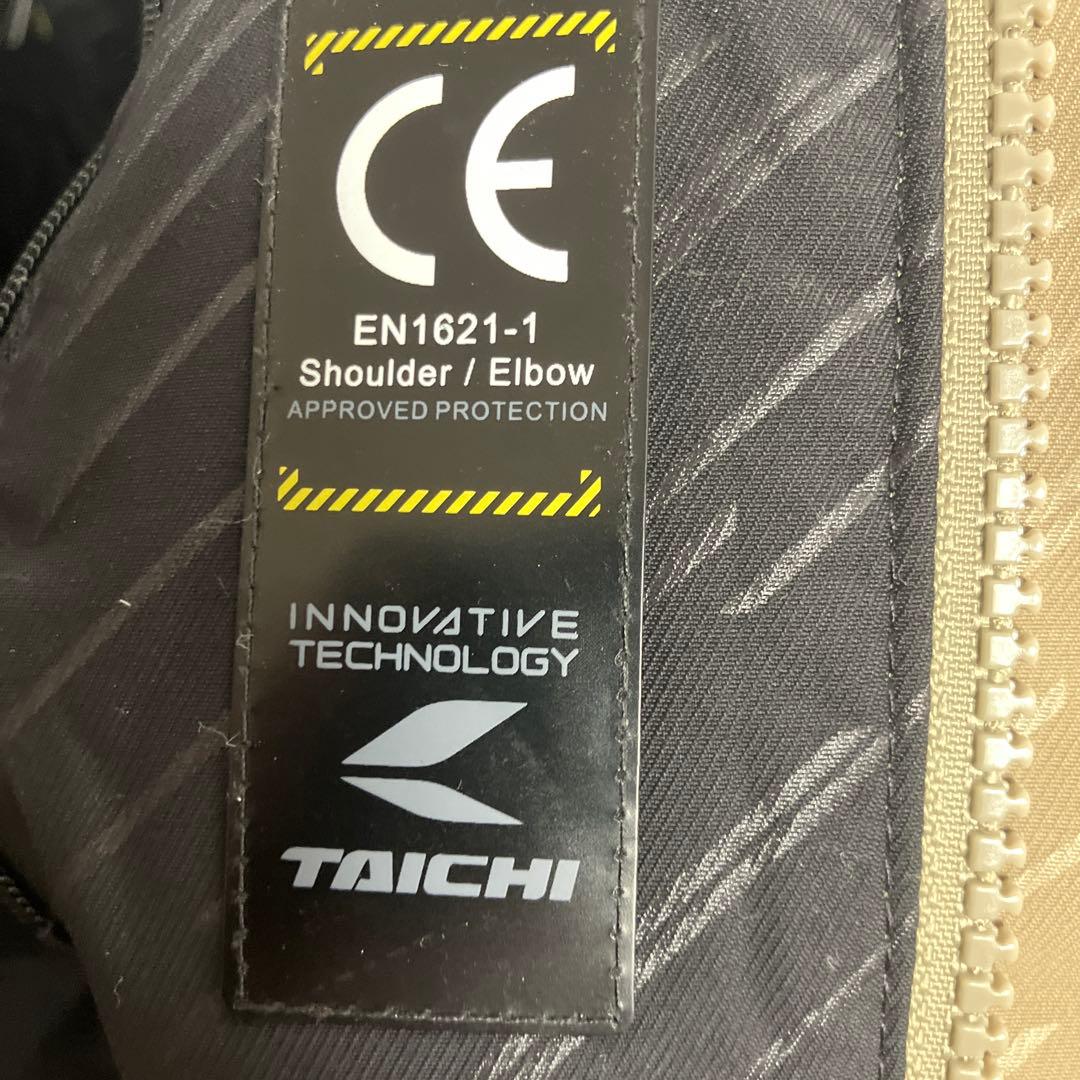 CE
EN1621-1
Shoulder / Elbow
APPROVED PROTECTION
INNOVATIVE
TECHNOLOGY
TAICHI